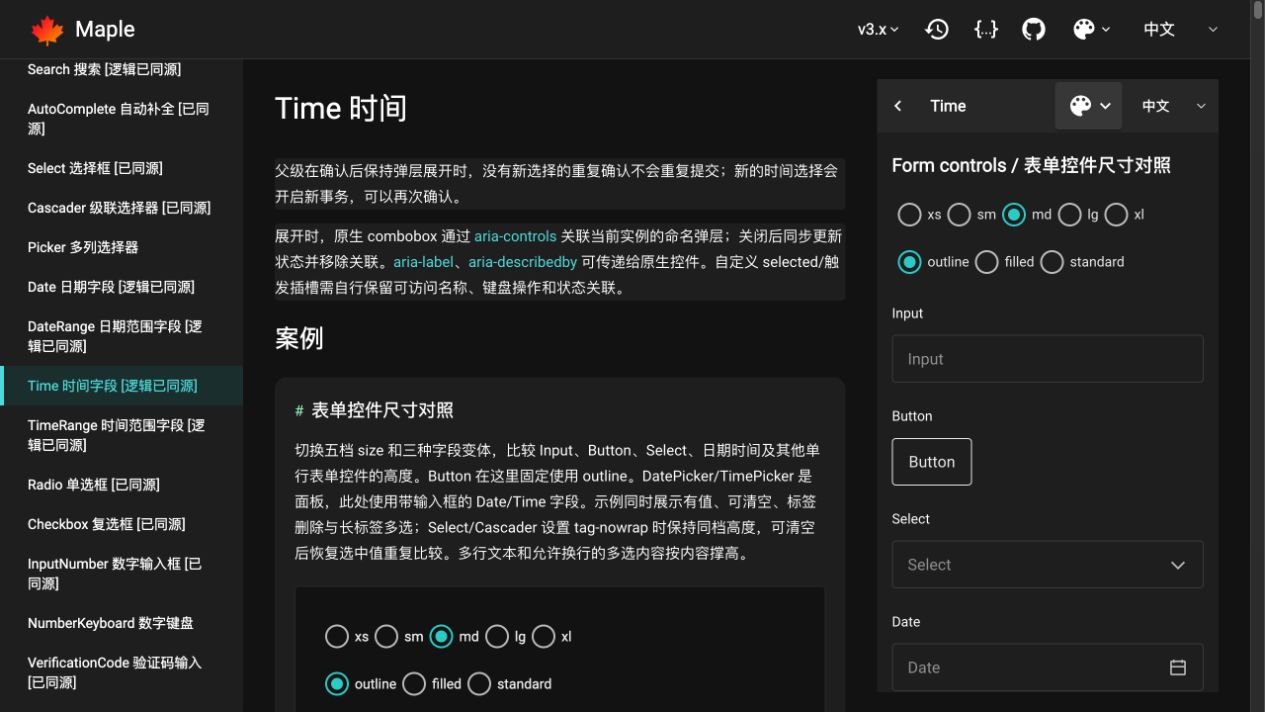 Maple
v3.x
{...}
中文
Search 搜索 [逻辑已同源]
AutoComplete 自动补全 [已同
源]
Select 选择框 [已同源]
Cascader 级联选择器 [已同源]
Picker 多列选择器
Date 日期字段 [逻辑已同源]
DateRange 日期范围字段 [逻
辑已同源]
Time 时间字段 [逻辑已同源]
TimeRange 时间范围字段 [逻
辑已同源]
Radio 单选框 [已同源]
Checkbox 复选框 [已同源]
InputNumber 数字输入框 [已
同源]
NumberKeyboard 数字键盘
VerificationCode 验证码输入
[已同源]
Time 时间
父级在确认后保持弹层展开时，没有新选择的重复确认不会重复提交；新的时间选择会
开启新事务，可以再次确认。
展开时，原生 combobox 通过 aria-controls 关联当前实例的命名弹层；关闭后同步更新
状态并移除关联。aria-label、aria-describedby 可传递给原生控件。自定义 selected/触
发插槽需自行保留可访问名称、键盘操作和状态关联。
案例
# 表单控件尺寸对照
切换五档 size 和三种字段变体，比较 Input、Button、Select、日期时间及其他单
行表单控件的高度。Button 在这里固定使用 outline。DatePicker/TimePicker 是
面板，此处使用带输入框的 Date/Time 字段。示例同时展示有值、可清空、标签
删除与长标签多选；Select/Cascader 设置 tag-nowrap 时保持同档高度，可清空
后恢复选中值重复比较。多行文本和允许换行的多选内容按内容撑高。
xs sm md lg xl
outline filled standard
Time
中文
Form controls / 表单控件尺寸对照
xs sm md lg xl
outline filled standard
Input
Input
Button
Button
Select
Select
Date
Date